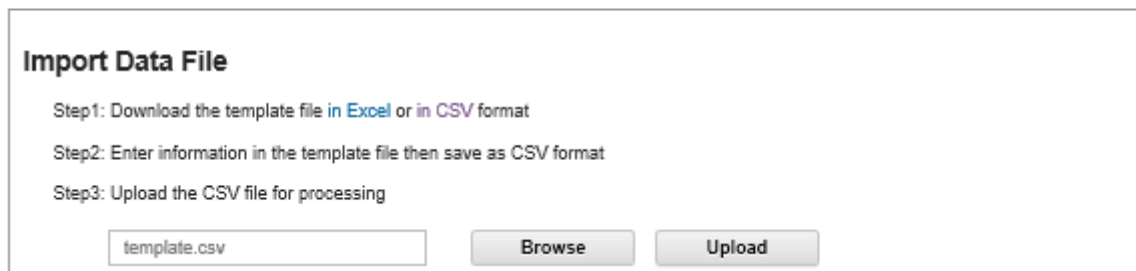 Import Data File
Step1: Download the template file in Excel or in CSV format
Step2: Enter information in the template file then save as CSV format
Step3: Upload the CSV file for processing
template.csv Browse Upload